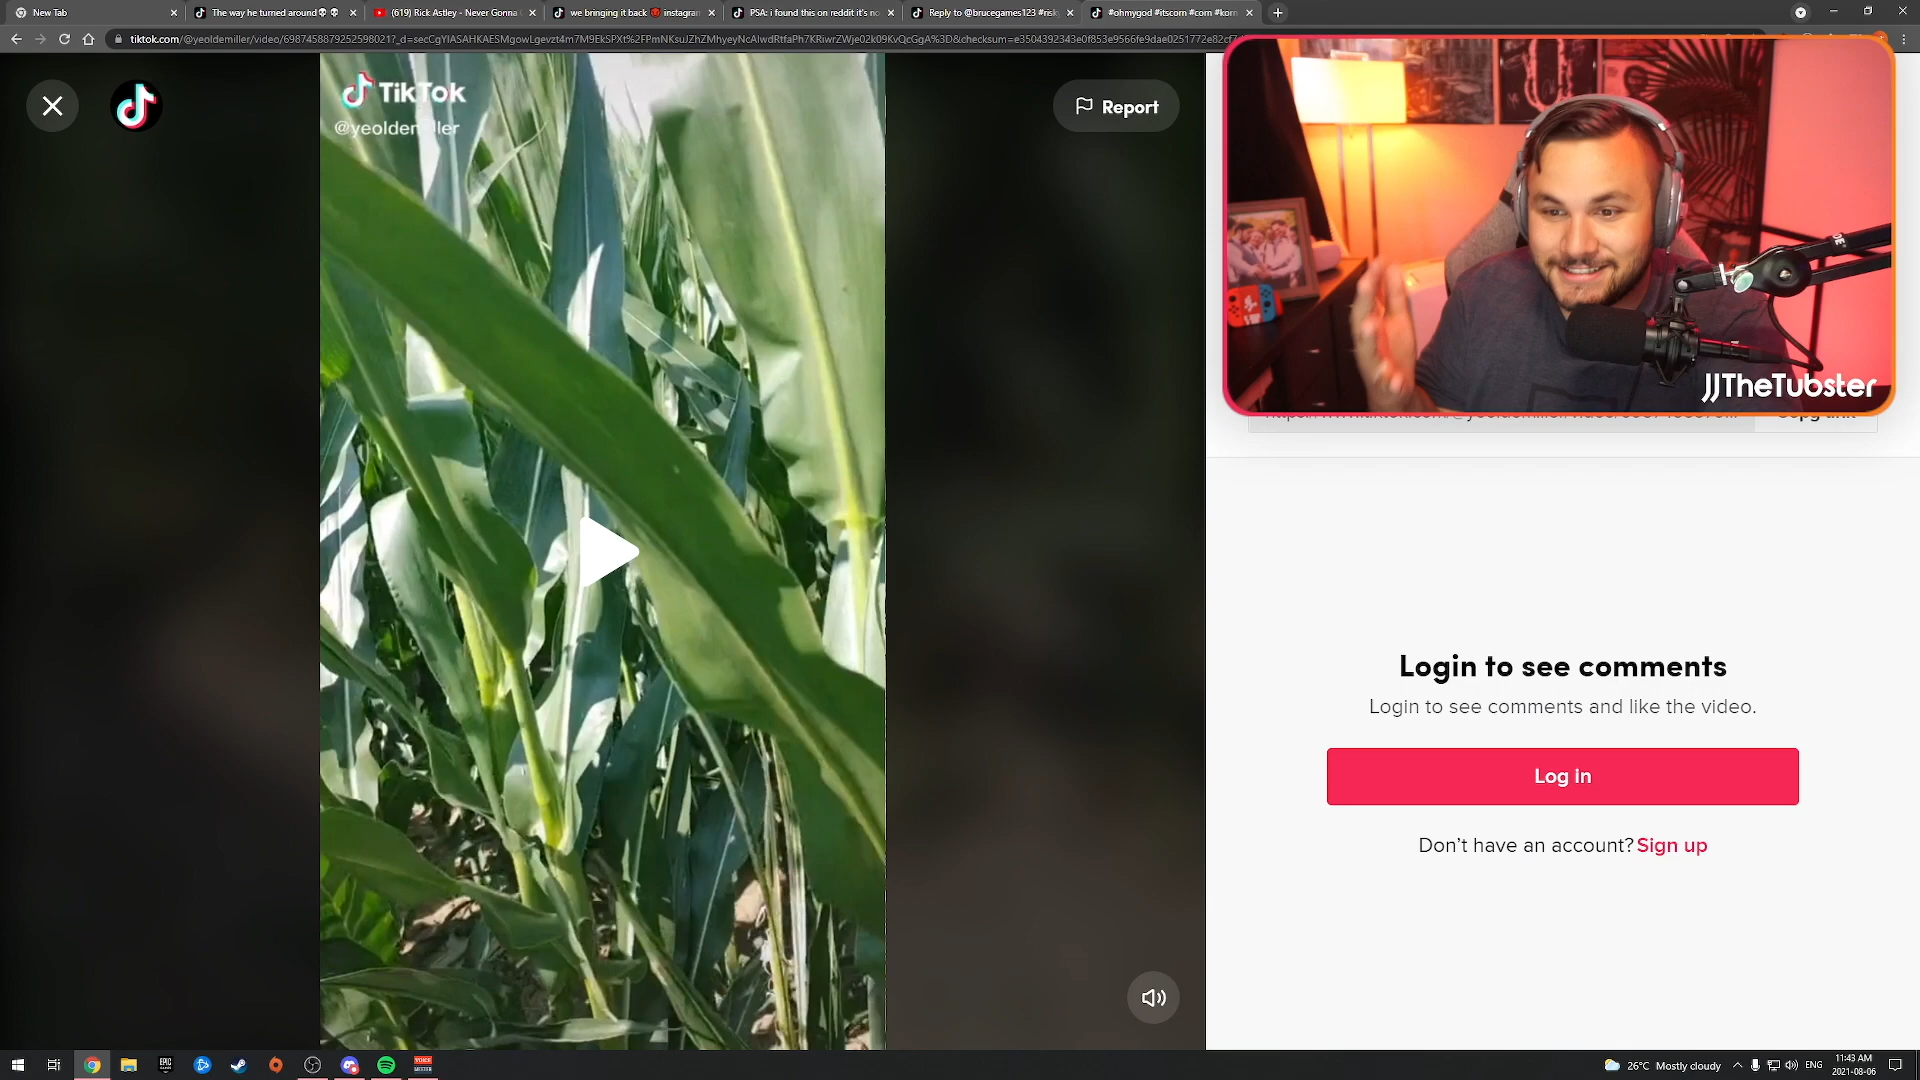 New Tab
The way he turned around💀💀
(619) Rick Astley - Never Gonna
we bringing it back 👹 instagram
PSA: i found this on reddit it's no
Reply to @brucegames123 #risk
#ohmygod #itscorn #corn #korn
TikTok
@yeoldemiller
Report
JJTheTubster
Login to see comments
Login to see comments and like the video.
Log in
Don't have an account? Sign up
26°C Mostly cloudy
ENG
11:43 AM
2021-08-06